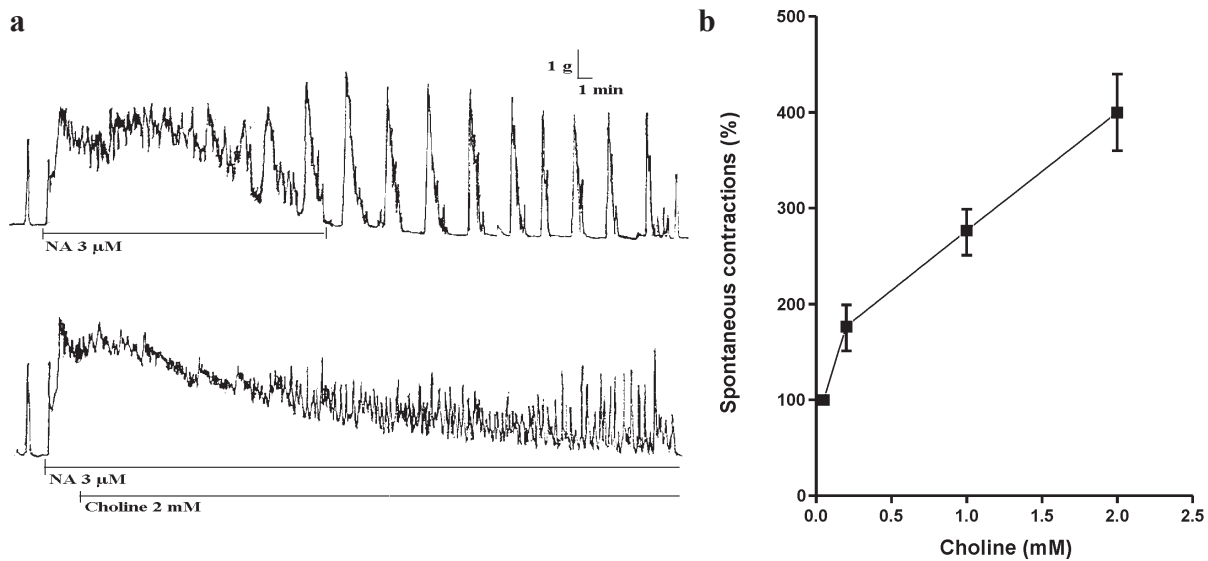 a
1 g
1 min
NA 3 μM
NA 3 μM
Choline 2 mM
b
Spontaneous contractions (%)
500
400
300
200
100
0
0.0 0.5 1.0 1.5 2.0 2.5
Choline (mM)